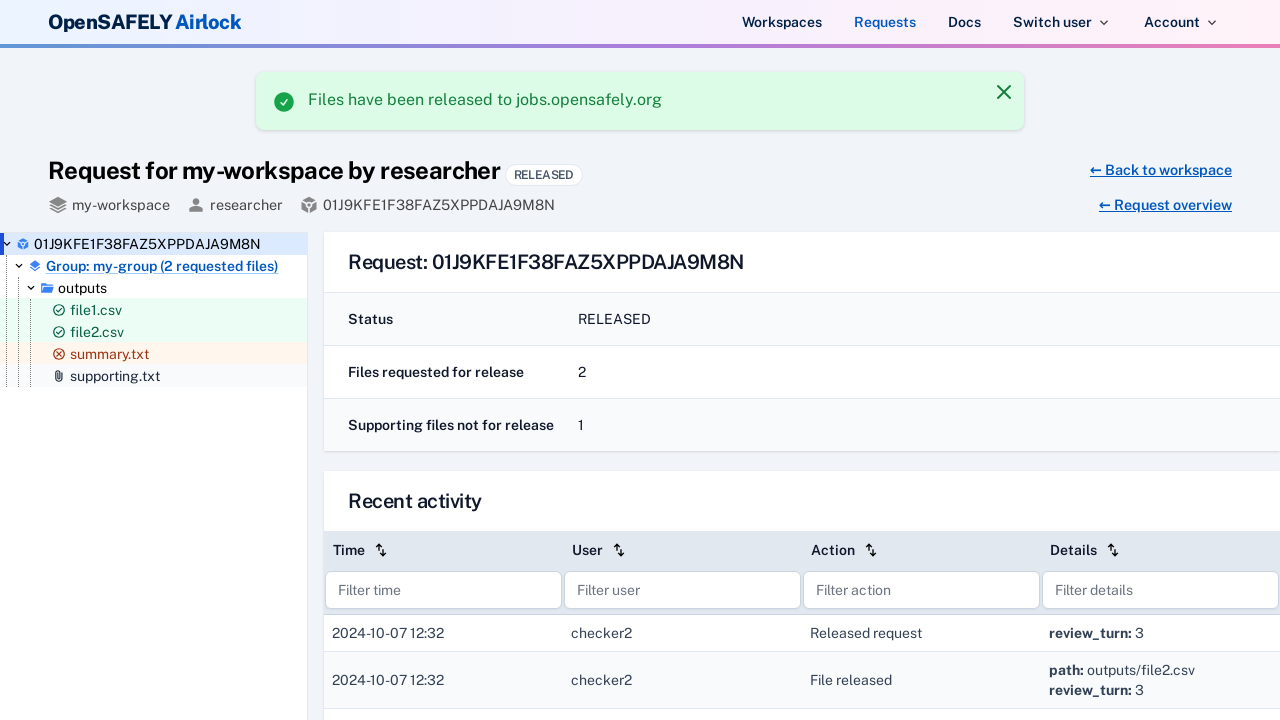 OpenSAFELY Airlock
Workspaces Requests Docs Switch user Account
Files have been released to jobs.opensafely.org
Request for my-workspace by researcher RELEASED
← Back to workspace
my-workspace researcher 01J9KFE1F38FAZ5XPPDAJA9M8N
← Request overview
01J9KFE1F38FAZ5XPPDAJA9M8N
Group: my-group (2 requested files)
outputs
file1.csv
file2.csv
summary.txt
supporting.txt
Request: 01J9KFE1F38FAZ5XPPDAJA9M8N
Status RELEASED
Files requested for release 2
Supporting files not for release 1
Recent activity
Time User Action Details
Filter time Filter user Filter action Filter details
2024-10-07 12:32 checker2 Released request review_turn: 3
2024-10-07 12:32 checker2 File released path: outputs/file2.csv
review_turn: 3